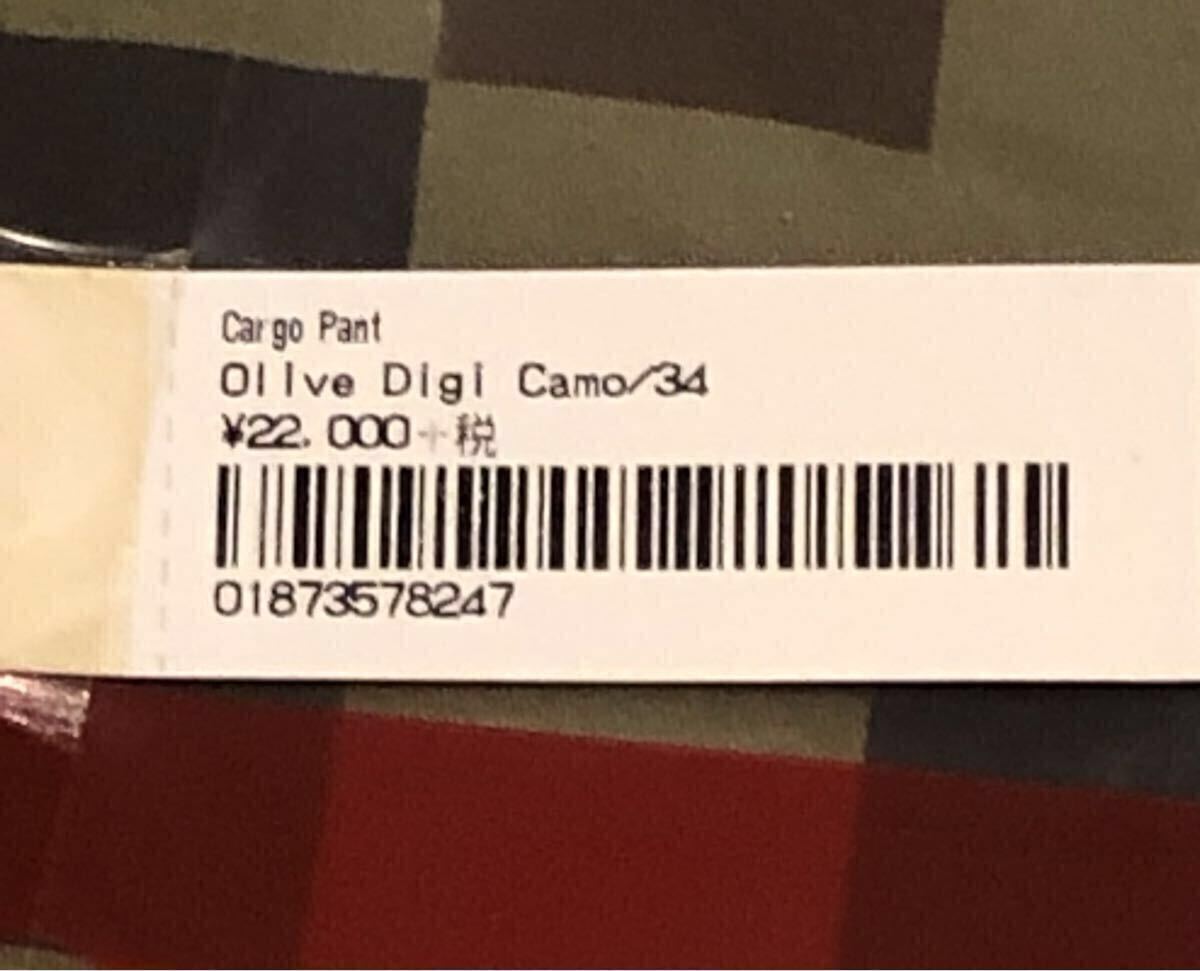 Cargo Pant
Olive Digi Camo/34
¥22.000+税
01873578247